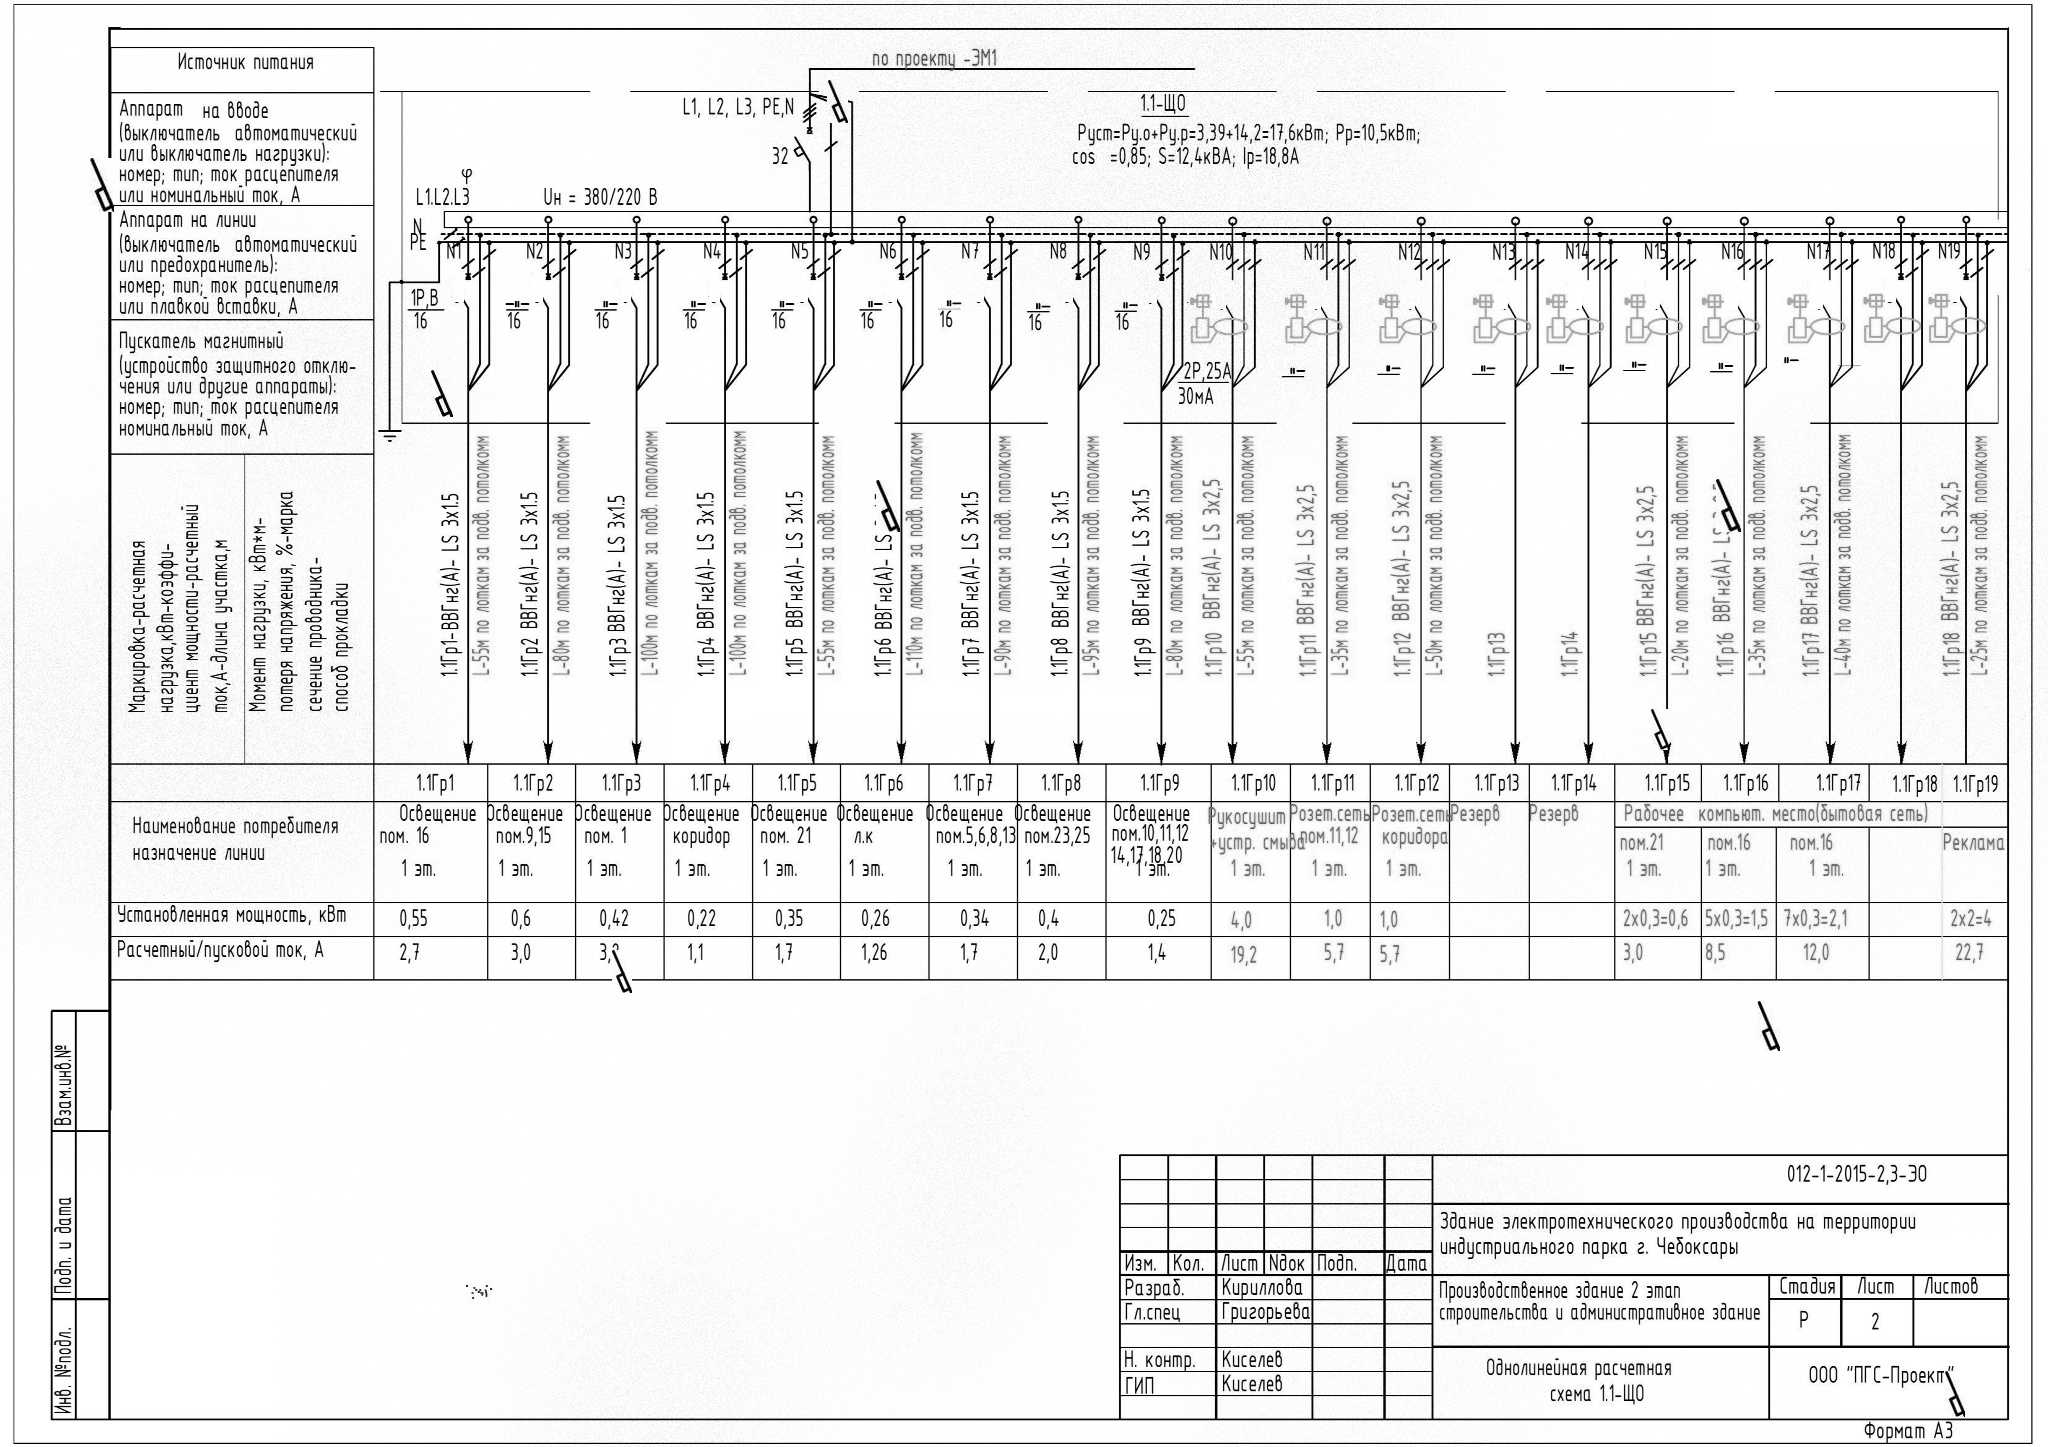 Источник питания
Аппарат на вводе
(выключатель автоматический
или выключатель нагрузки):
номер; тип; ток расцепителя
или номинальный ток, А
Аппарат на линии
(выключатель автоматический
или предохранитель):
номер; тип; ток расцепителя
или плавкой вставки, А
Пускатель магнитный
(устройство защитного отклю-
чения или другие аппараты):
номер; тип; ток расцепителя
номинальный ток, А
Маркировка-расчетная
нагрузка,кВт-коэффи-
циент мощности-расчетный
ток,А-длина участка,м
Момент нагрузки, кВт*м-
потеря напряжения, %-марка
сечение проводника-
способ прокладки
по проекту -ЭМ1
L1, L2, L3, PE,N
32
1.1-ЩО
Руст=Ру.о+Ру.р=3,39+14,2=17,6кВт; Рр=10,5кВт;
cos =0,85; S=12,4кВА; Iр=18,8А
φ
L1.L2.L3
Uн = 380/220 В
N
PE
N1 N2 N3 N4 N5 N6 N7 N8 N9 N10 N11 N12 N13 N14 N15 N16 N17 N18 N19
1Р,В
16
"– 16
"– 16
"– 16
"– 16
"– 16
"– 16
"– 16
"– 16
2Р,25А
30мА
"– "– "– "– "– "– "–
1.1Гр1-ВВГнг(А)- LS 3х1.5
L-55м по лоткам за подв. потолкомм
1.1Гр2 ВВГнг(А)- LS 3х1.5
L-80м по лоткам за подв. потолкомм
1.1Гр3 ВВГнг(А)- LS 3х1.5
L-100м по лоткам за подв. потолкомм
1.1Гр4 ВВГнг(А)- LS 3х1.5
L-100м по лоткам за подв. потолкомм
1.1Гр5 ВВГнг(А)- LS 3х1.5
L-55м по лоткам за подв. потолкомм
1.1Гр6 ВВГнг(А)- LS
L-110м по лоткам за подв. потолкомм
1.1Гр7 ВВГнг(А)- LS 3х1.5
L-90м по лоткам за подв. потолкомм
1.1Гр8 ВВГнг(А)- LS 3х1.5
L-95м по лоткам за подв. потолкомм
1.1Гр9 ВВГнг(А)- LS 3х1.5
L-80м по лоткам за подв. потолкомм
1.1Гр10 ВВГнг(А)- LS 3х2,5
L-55м по лоткам за подв. потолкомм
1.1Гр11 ВВГнг(А)- LS 3х2,5
L-35м по лоткам за подв. потолкомм
1.1Гр12 ВВГнг(А)- LS 3х2,5
L-50м по лоткам за подв. потолкомм
1.1Гр13
1.1Гр14
1.1Гр15 ВВГнг(А)- LS 3х2,5
L-20м по лоткам за подв. потолкомм
1.1Гр16 ВВГнг(А)- LS
L-35м по лоткам за подв. потолкомм
1.1Гр17 ВВГнг(А)- LS 3х2,5
L-40м по лоткам за подв. потолкомм
1.1Гр18 ВВГнг(А)- LS 3х2,5
L-25м по лоткам за подв. потолкомм
1.1Гр1 1.1Гр2 1.1Гр3 1.1Гр4 1.1Гр5 1.1Гр6 1.1Гр7 1.1Гр8 1.1Гр9 1.1Гр10 1.1Гр11 1.1Гр12 1.1Гр13 1.1Гр14 1.1Гр15 1.1Гр16 1.1Гр17 1.1Гр18 1.1Гр19
Наименование потребителя
назначение линии
Освещение
пом. 16
1 эт.
Освещение
пом.9,15
1 эт.
Освещение
пом. 1
1 эт.
Освещение
коридор
1 эт.
Освещение
пом. 21
1 эт.
Освещение
л.к
1 эт.
Освещение
пом.5,6,8,13
1 эт.
Освещение
пом.23,25
1 эт.
Освещение
пом.10,11,12
14,17,18,20
1 эт.
Рукосушит
+устр. смыва
1 эт.
Розет.сеть
пом.11,12
1 эт.
Розет.сеть
коридора
1 эт.
Резерв
Резерв
Рабочее компьют. место(бытовая сеть)
пом.21
1 эт.
пом.16
1 эт.
пом.16
1 эт.
Реклама
Установленная мощность, кВт
0,55 0,6 0,42 0,22 0,35 0,26 0,34 0,4 0,25 4,0 1,0 1,0 2х0,3=0,6 5х0,3=1,5 7х0,3=2,1 2х2=4
Расчетный/пусковой ток, А
2,7 3,0 1,1 1,7 1,26 1,7 2,0 1,4 19,2 5,7 5,7 3,0 8,5 12,0 22,7
Взам.инв.№
Подп. и дата
Инв. №подл.
012-1-2015-2,3-ЭО
Здание электротехнического производства на территории
индустриального парка г. Чебоксары
Изм. Кол. Лист Nдок Подп. Дата
Разраб. Кириллова
Гл.спец Григорьева
Н. контр. Киселев
ГИП Киселев
Производственное здание 2 этап
строительства и административное здание
Стадия Лист Листов
Р 2
Однолинейная расчетная
схема 1.1-ЩО
ООО "ПГС-Проект"
Формат А3